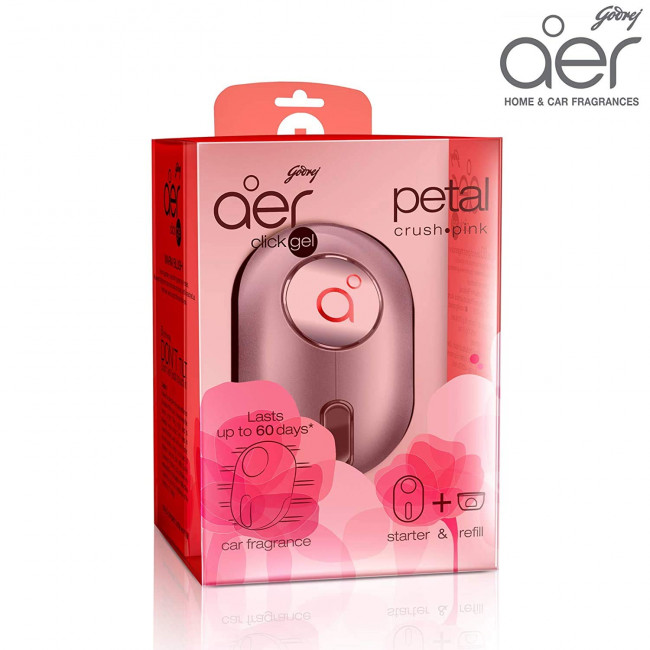 Godrej
aer
HOME & CAR FRAGRANCES
Godrej
aer
click gel
petal
crush•pink
a
Lasts
up to 60 days*
car fragrance
+
starter & refill